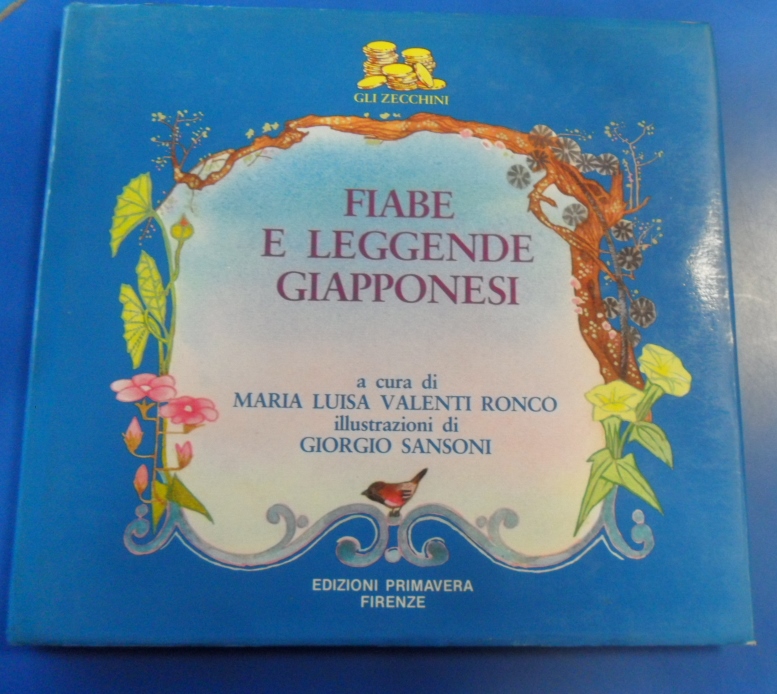 GLI ZECCHINI
FIABE
E LEGGENDE
GIAPPONESI
a cura di
MARIA LUISA VALENTI RONCO
illustrazioni di
GIORGIO SANSONI
EDIZIONI PRIMAVERA
FIRENZE